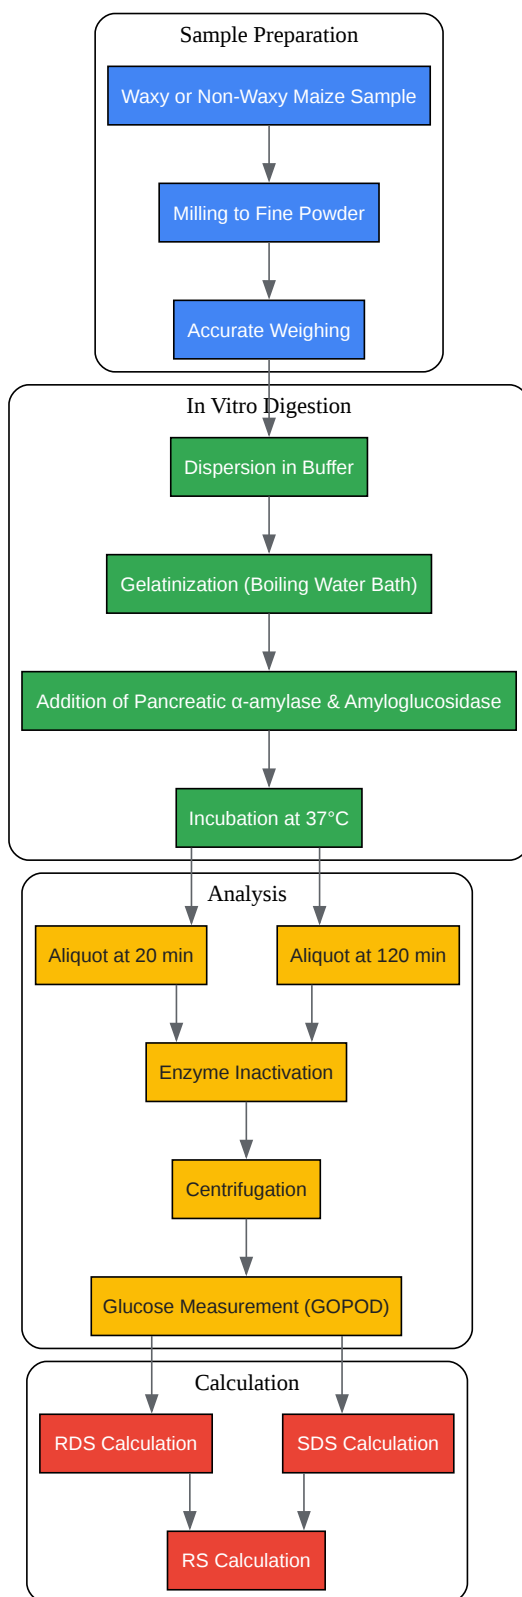 Sample Preparation
Waxy or Non-Waxy Maize Sample
Milling to Fine Powder
Accurate Weighing
In Vitro Digestion
Dispersion in Buffer
Gelatinization (Boiling Water Bath)
Addition of Pancreatic α-amylase & Amyloglucosidase
Incubation at 37°C
Analysis
Aliquot at 20 min
Aliquot at 120 min
Enzyme Inactivation
Centrifugation
Glucose Measurement (GOPOD)
Calculation
RDS Calculation
SDS Calculation
RS Calculation